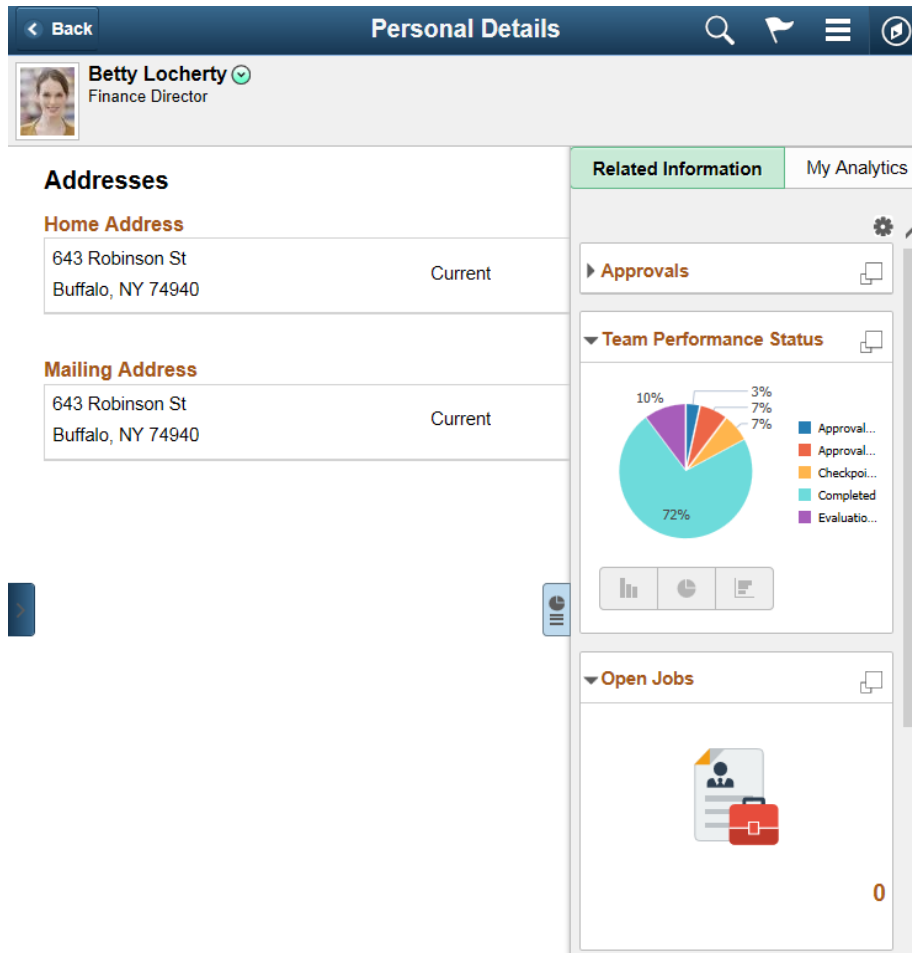 Back
Personal Details
Betty Locherty
Finance Director
Addresses
Home Address
643 Robinson St
Buffalo, NY 74940
Current
Mailing Address
643 Robinson St
Buffalo, NY 74940
Current
Related Information
My Analytics
Approvals
Team Performance Status
10%
3%
7%
7%
72%
Approval...
Approval...
Checkpoi...
Completed
Evaluatio...
Open Jobs
0